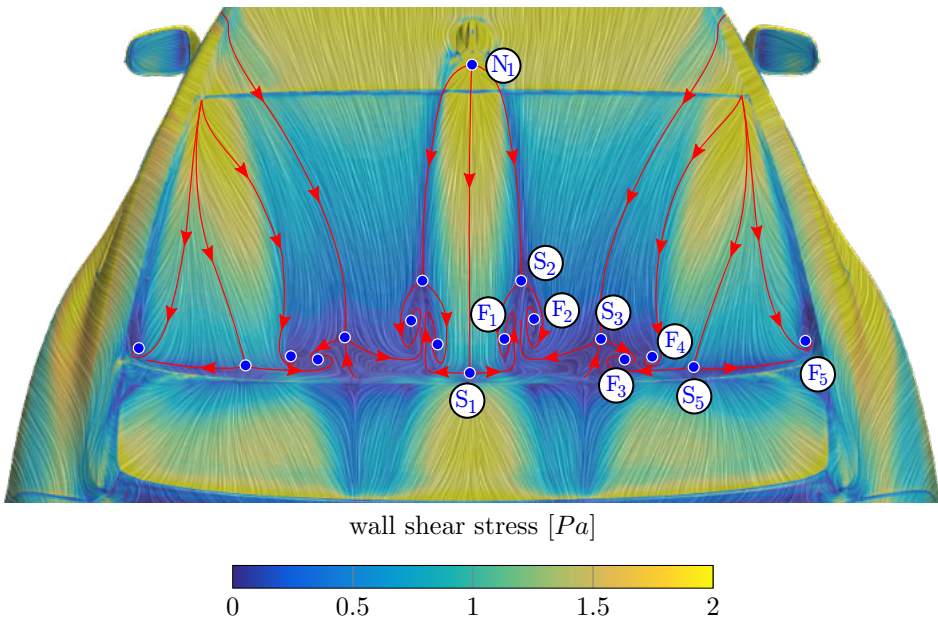 N₁
S₂
F₁
F₂
S₃
F₄
F₃
F₅
S₁
S₅
wall shear stress [Pa]
0 0.5 1 1.5 2